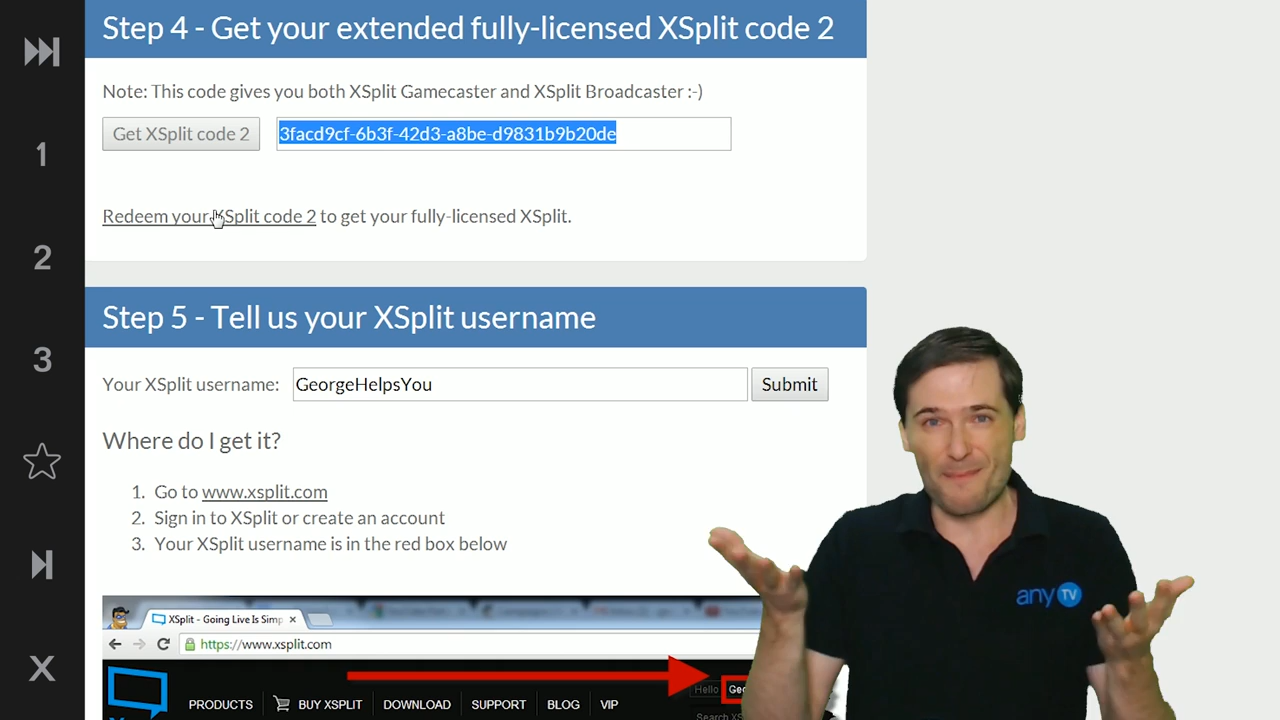 Step 4 - Get your extended fully-licensed XSplit code 2
Note: This code gives you both XSplit Gamecaster and XSplit Broadcaster :-)
Get XSplit code 2
3facd9cf-6b3f-42d3-a8be-d9831b9b20de
1
Redeem your XSplit code 2 to get your fully-licensed XSplit.
2
Step 5 - Tell us your XSplit username
3
Your XSplit username: GeorgeHelpsYou Submit
Where do I get it?
1. Go to www.xsplit.com
2. Sign in to XSplit or create an account
3. Your XSplit username is in the red box below
anyTV
XSplit - Going Live Is Simp
https://www.xsplit.com
X
Hello Geo
PRODUCTS BUY XSPLIT DOWNLOAD SUPPORT BLOG VIP